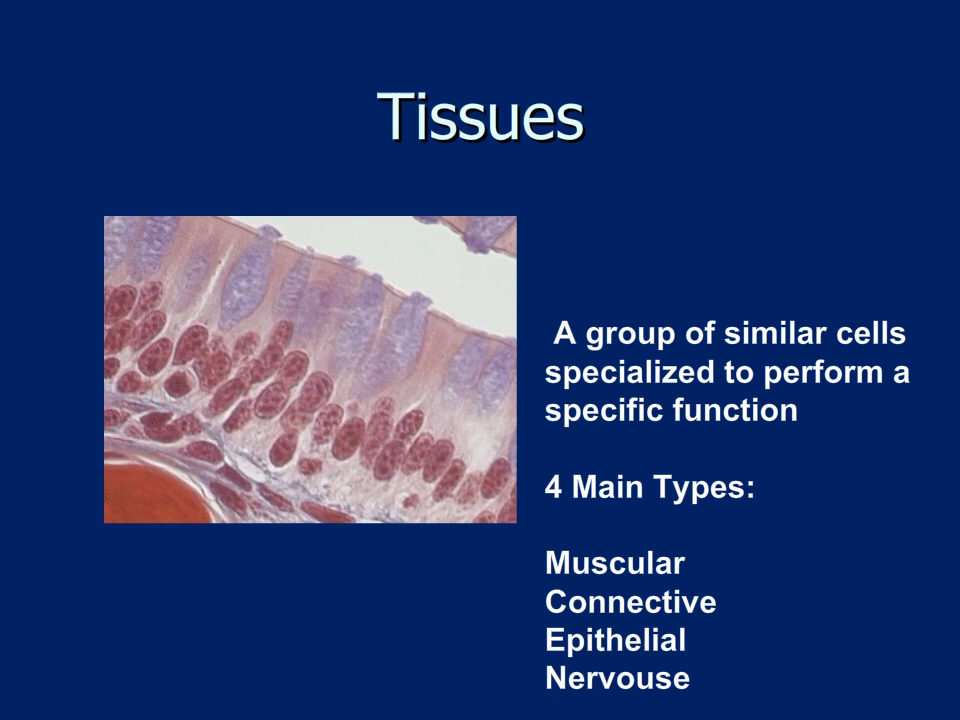 Tissues
A group of similar cells
specialized to perform a
specific function
4 Main Types:
Muscular
Connective
Epithelial
Nervouse